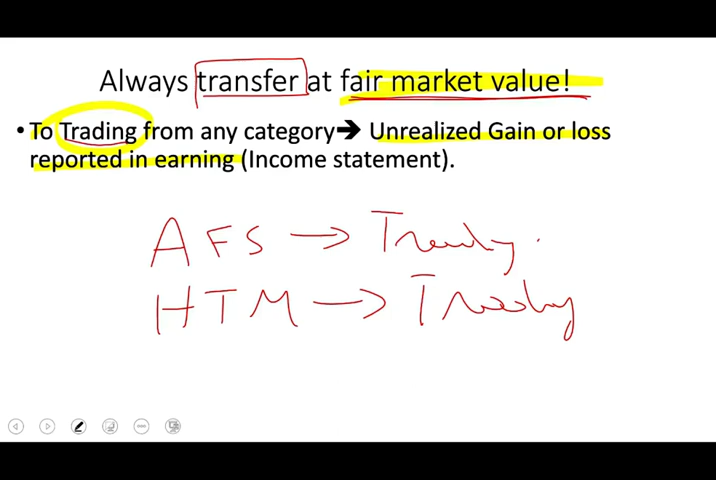 Always transfer at fair market value!
• To Trading from any category➔ Unrealized Gain or loss
reported in earning (Income statement).
AFS → Trading.
HTM → Trading